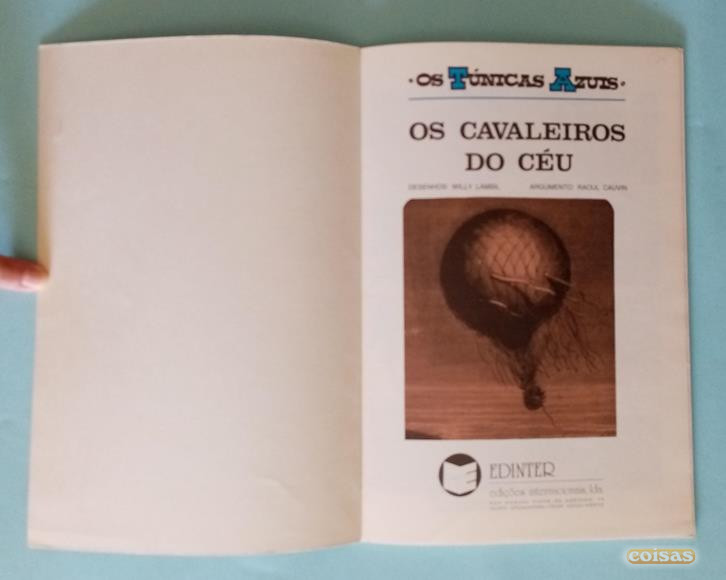 • OS TÚNICAS AZUIS •
OS CAVALEIROS
DO CÉU
DESENHOS: WILLY LAMBIL ARGUMENTO: RAOUL CAUVIN
EDINTER
edições internacionais, lda.
coisas